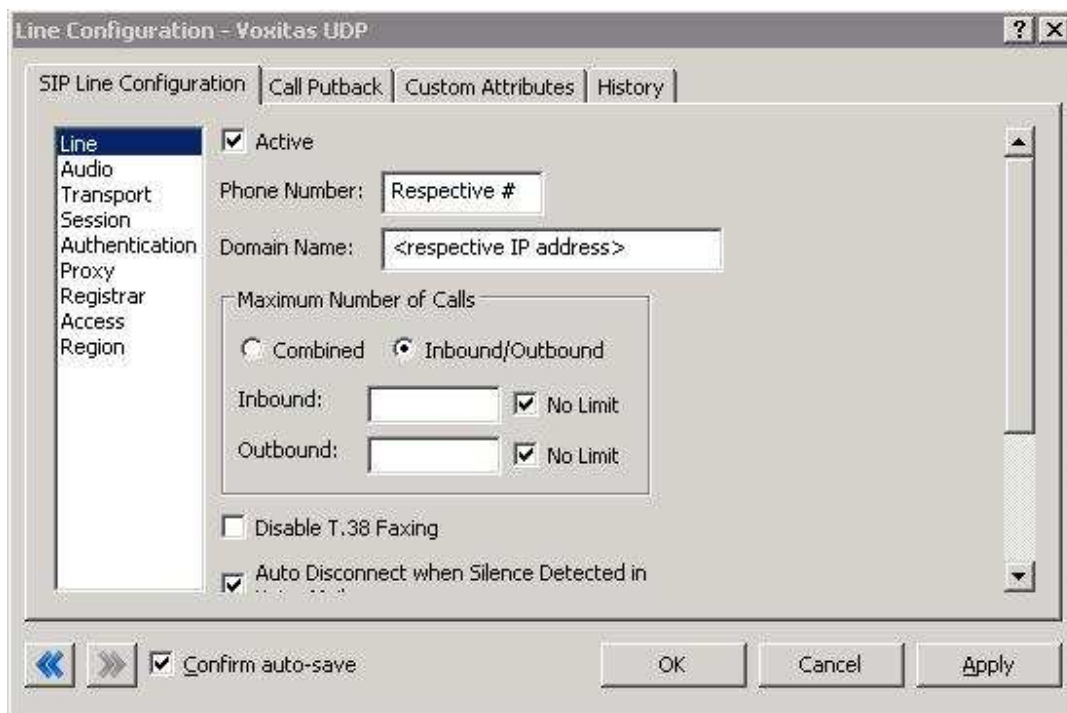 Line Configuration - Voxitas UDP
SIP Line Configuration
Call Putback
Custom Attributes
History
Line
Audio
Transport
Session
Authentication
Proxy
Registrar
Access
Region
Active
Phone Number: Respective #
Domain Name: <respective IP address>
Maximum Number of Calls
Combined
Inbound/Outbound
Inbound:
No Limit
Outbound:
No Limit
Disable T.38 Faxing
Auto Disconnect when Silence Detected in
Confirm auto-save
OK
Cancel
Apply